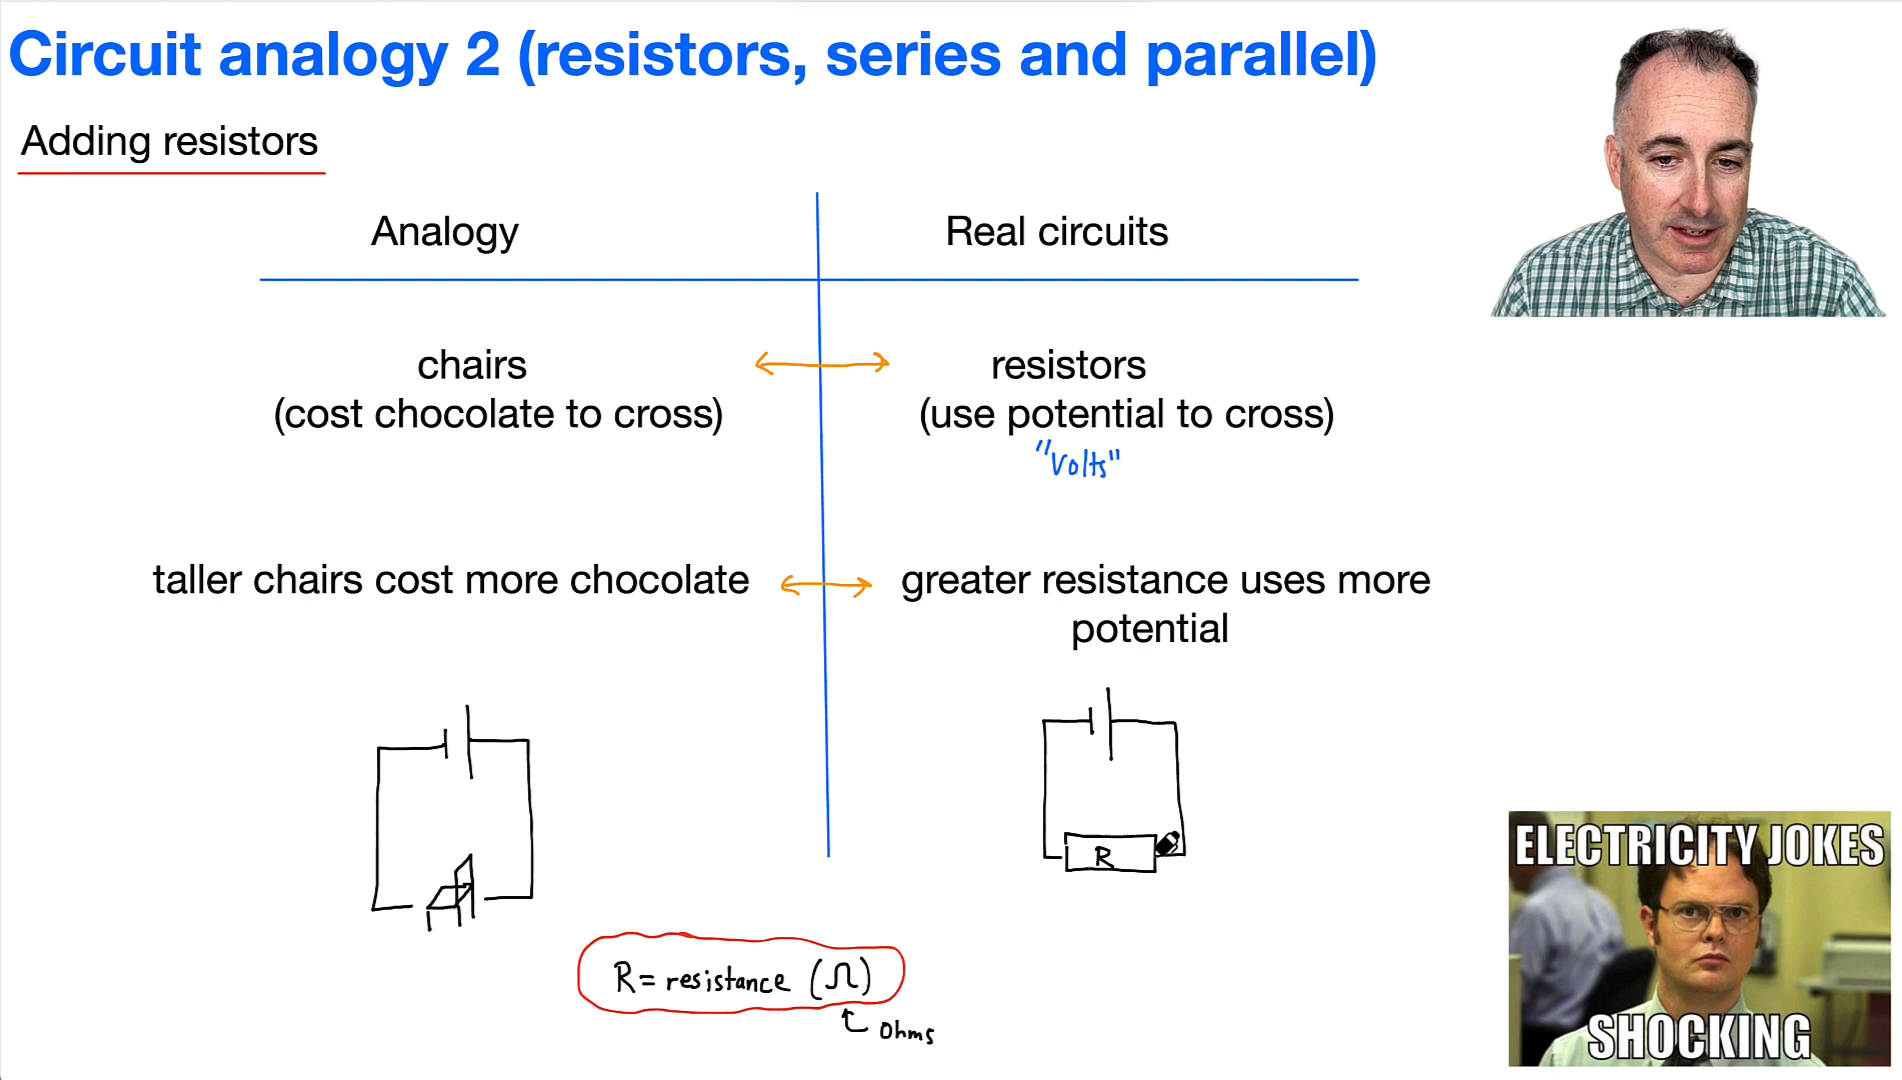 Circuit analogy 2 (resistors, series and parallel)
Adding resistors
Analogy
Real circuits
chairs
(cost chocolate to cross)
resistors
(use potential to cross)
"Volts"
taller chairs cost more chocolate
greater resistance uses more
potential
R
R = resistance (Ω)
Ohms
ELECTRICITY JOKES
SHOCKING